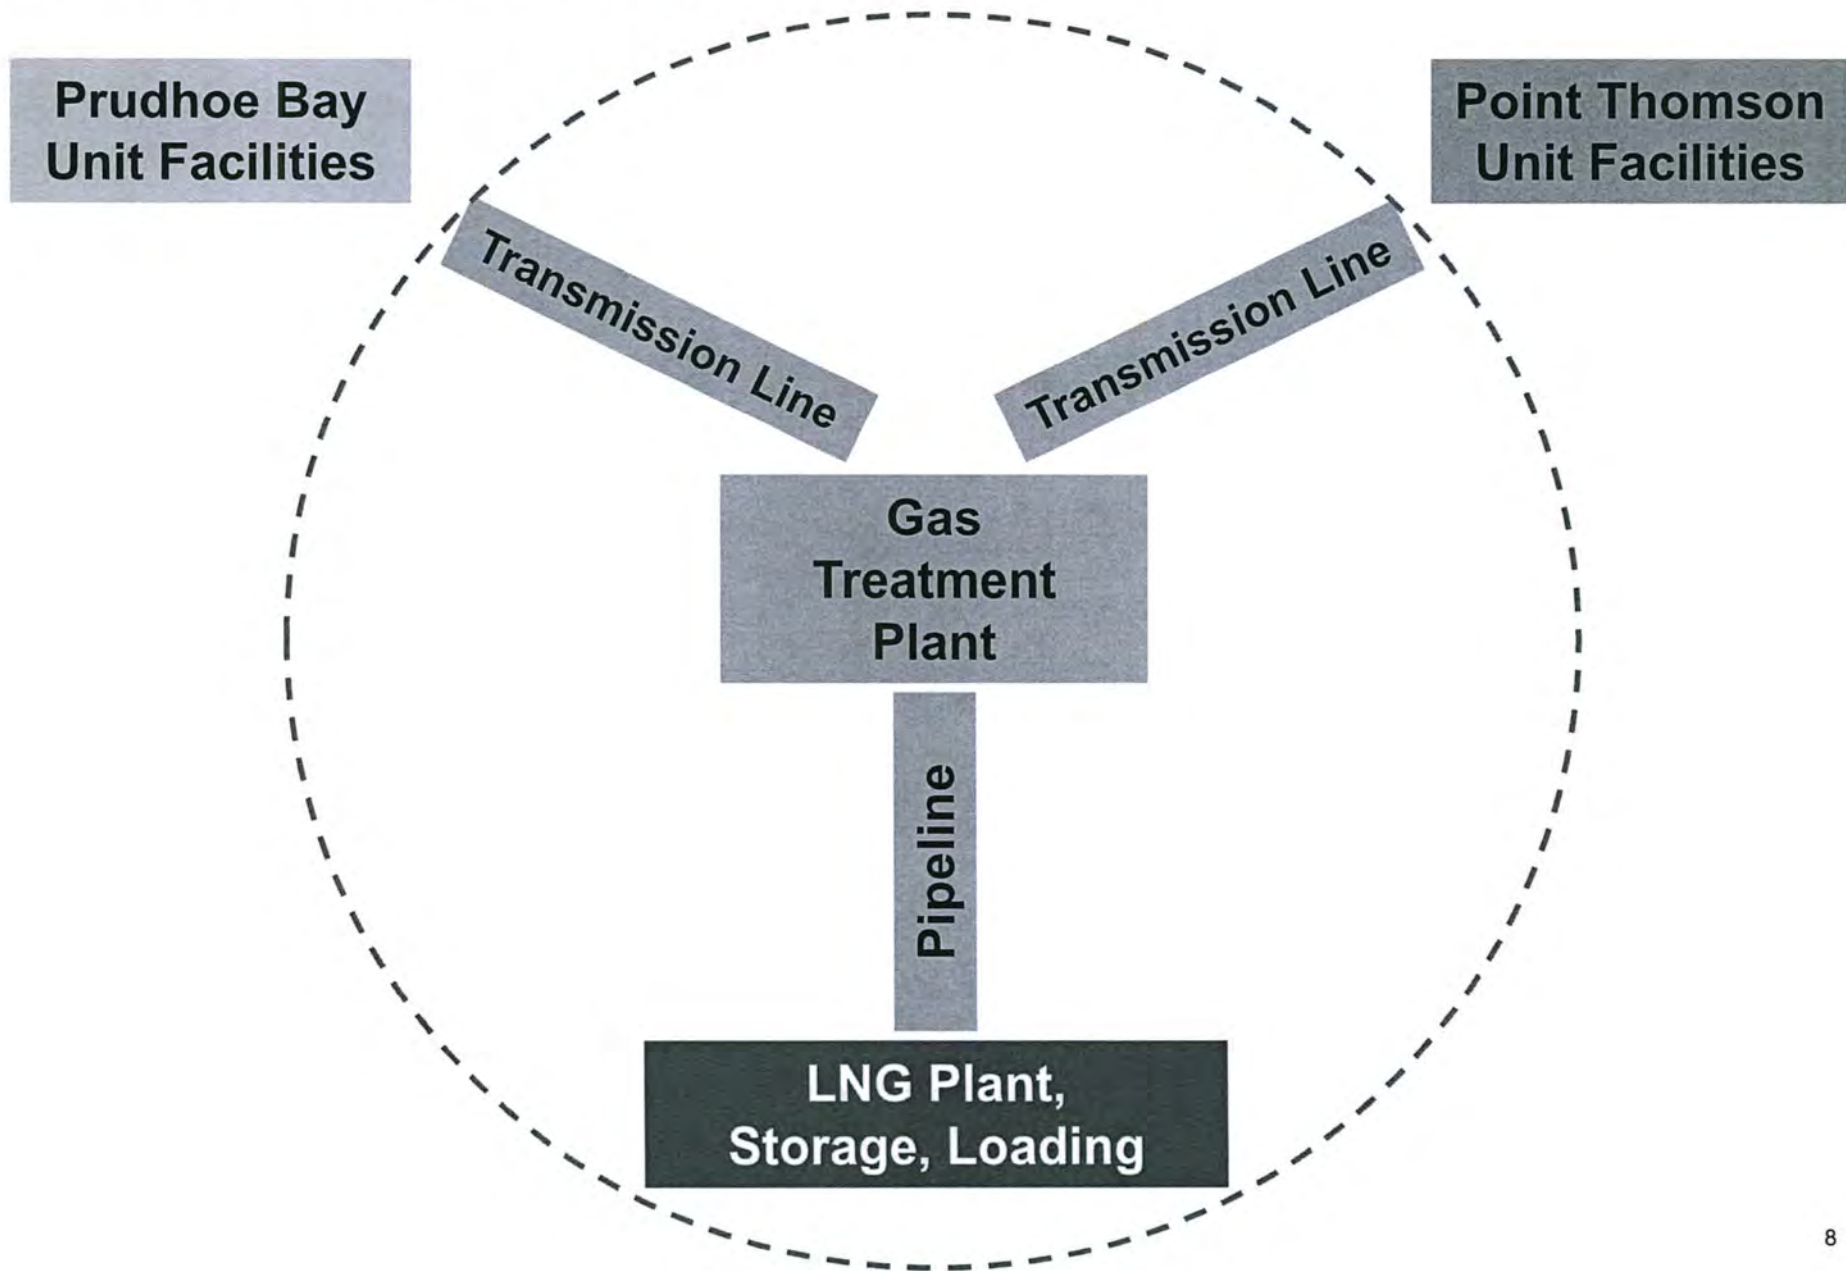 Prudhoe Bay
Unit Facilities
Point Thomson
Unit Facilities
Transmission Line
Transmission Line
Gas
Treatment
Plant
Pipeline
LNG Plant,
Storage, Loading
8